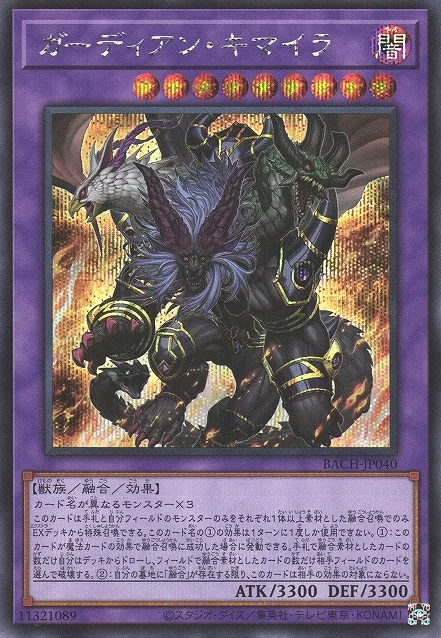 ガーディアン・キマイラ
闇
BACH-JP040
【獣族／融合／効果】
カード名が異なるモンスター×3
このカードは手札と自分フィールドのモンスターのみをそれぞれ1体以上素材とした融合召喚でのみ
EXデッキから特殊召喚できる。このカード名の①の効果は1ターンに1度しか使用できない。①：この
カードが魔法カードの効果で融合召喚に成功した場合に発動できる。手札で融合素材としたカードの
数だけ自分はデッキからドローし、フィールドで融合素材としたカードの数だけ相手フィールドのカードを
選んで破壊する。②：自分の墓地に「融合」が存在する限り、このカードは相手の効果の対象にならない。
ATK/3300 DEF/3300
11321089 ©スタジオ・ダイス／集英社・テレビ東京・KONAMI